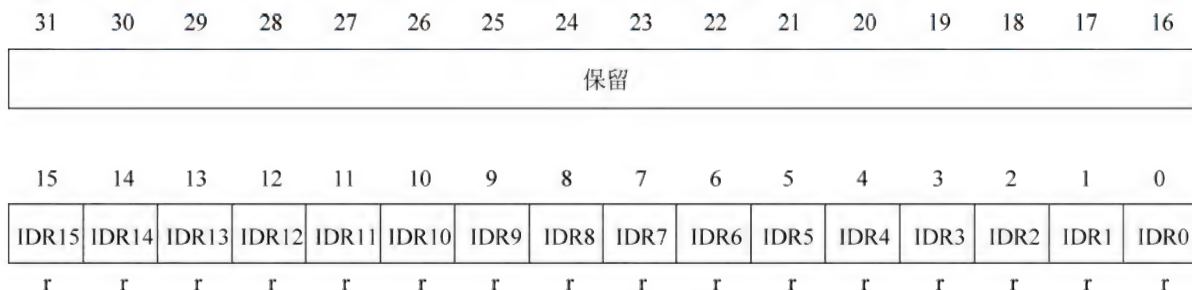 31 30 29 28 27 26 25 24 23 22 21 20 19 18 17 16
保留
15 14 13 12 11 10 9 8 7 6 5 4 3 2 1 0
IDR15 IDR14 IDR13 IDR12 IDR11 IDR10 IDR9 IDR8 IDR7 IDR6 IDR5 IDR4 IDR3 IDR2 IDR1 IDR0
r r r r r r r r r r r r r r r r